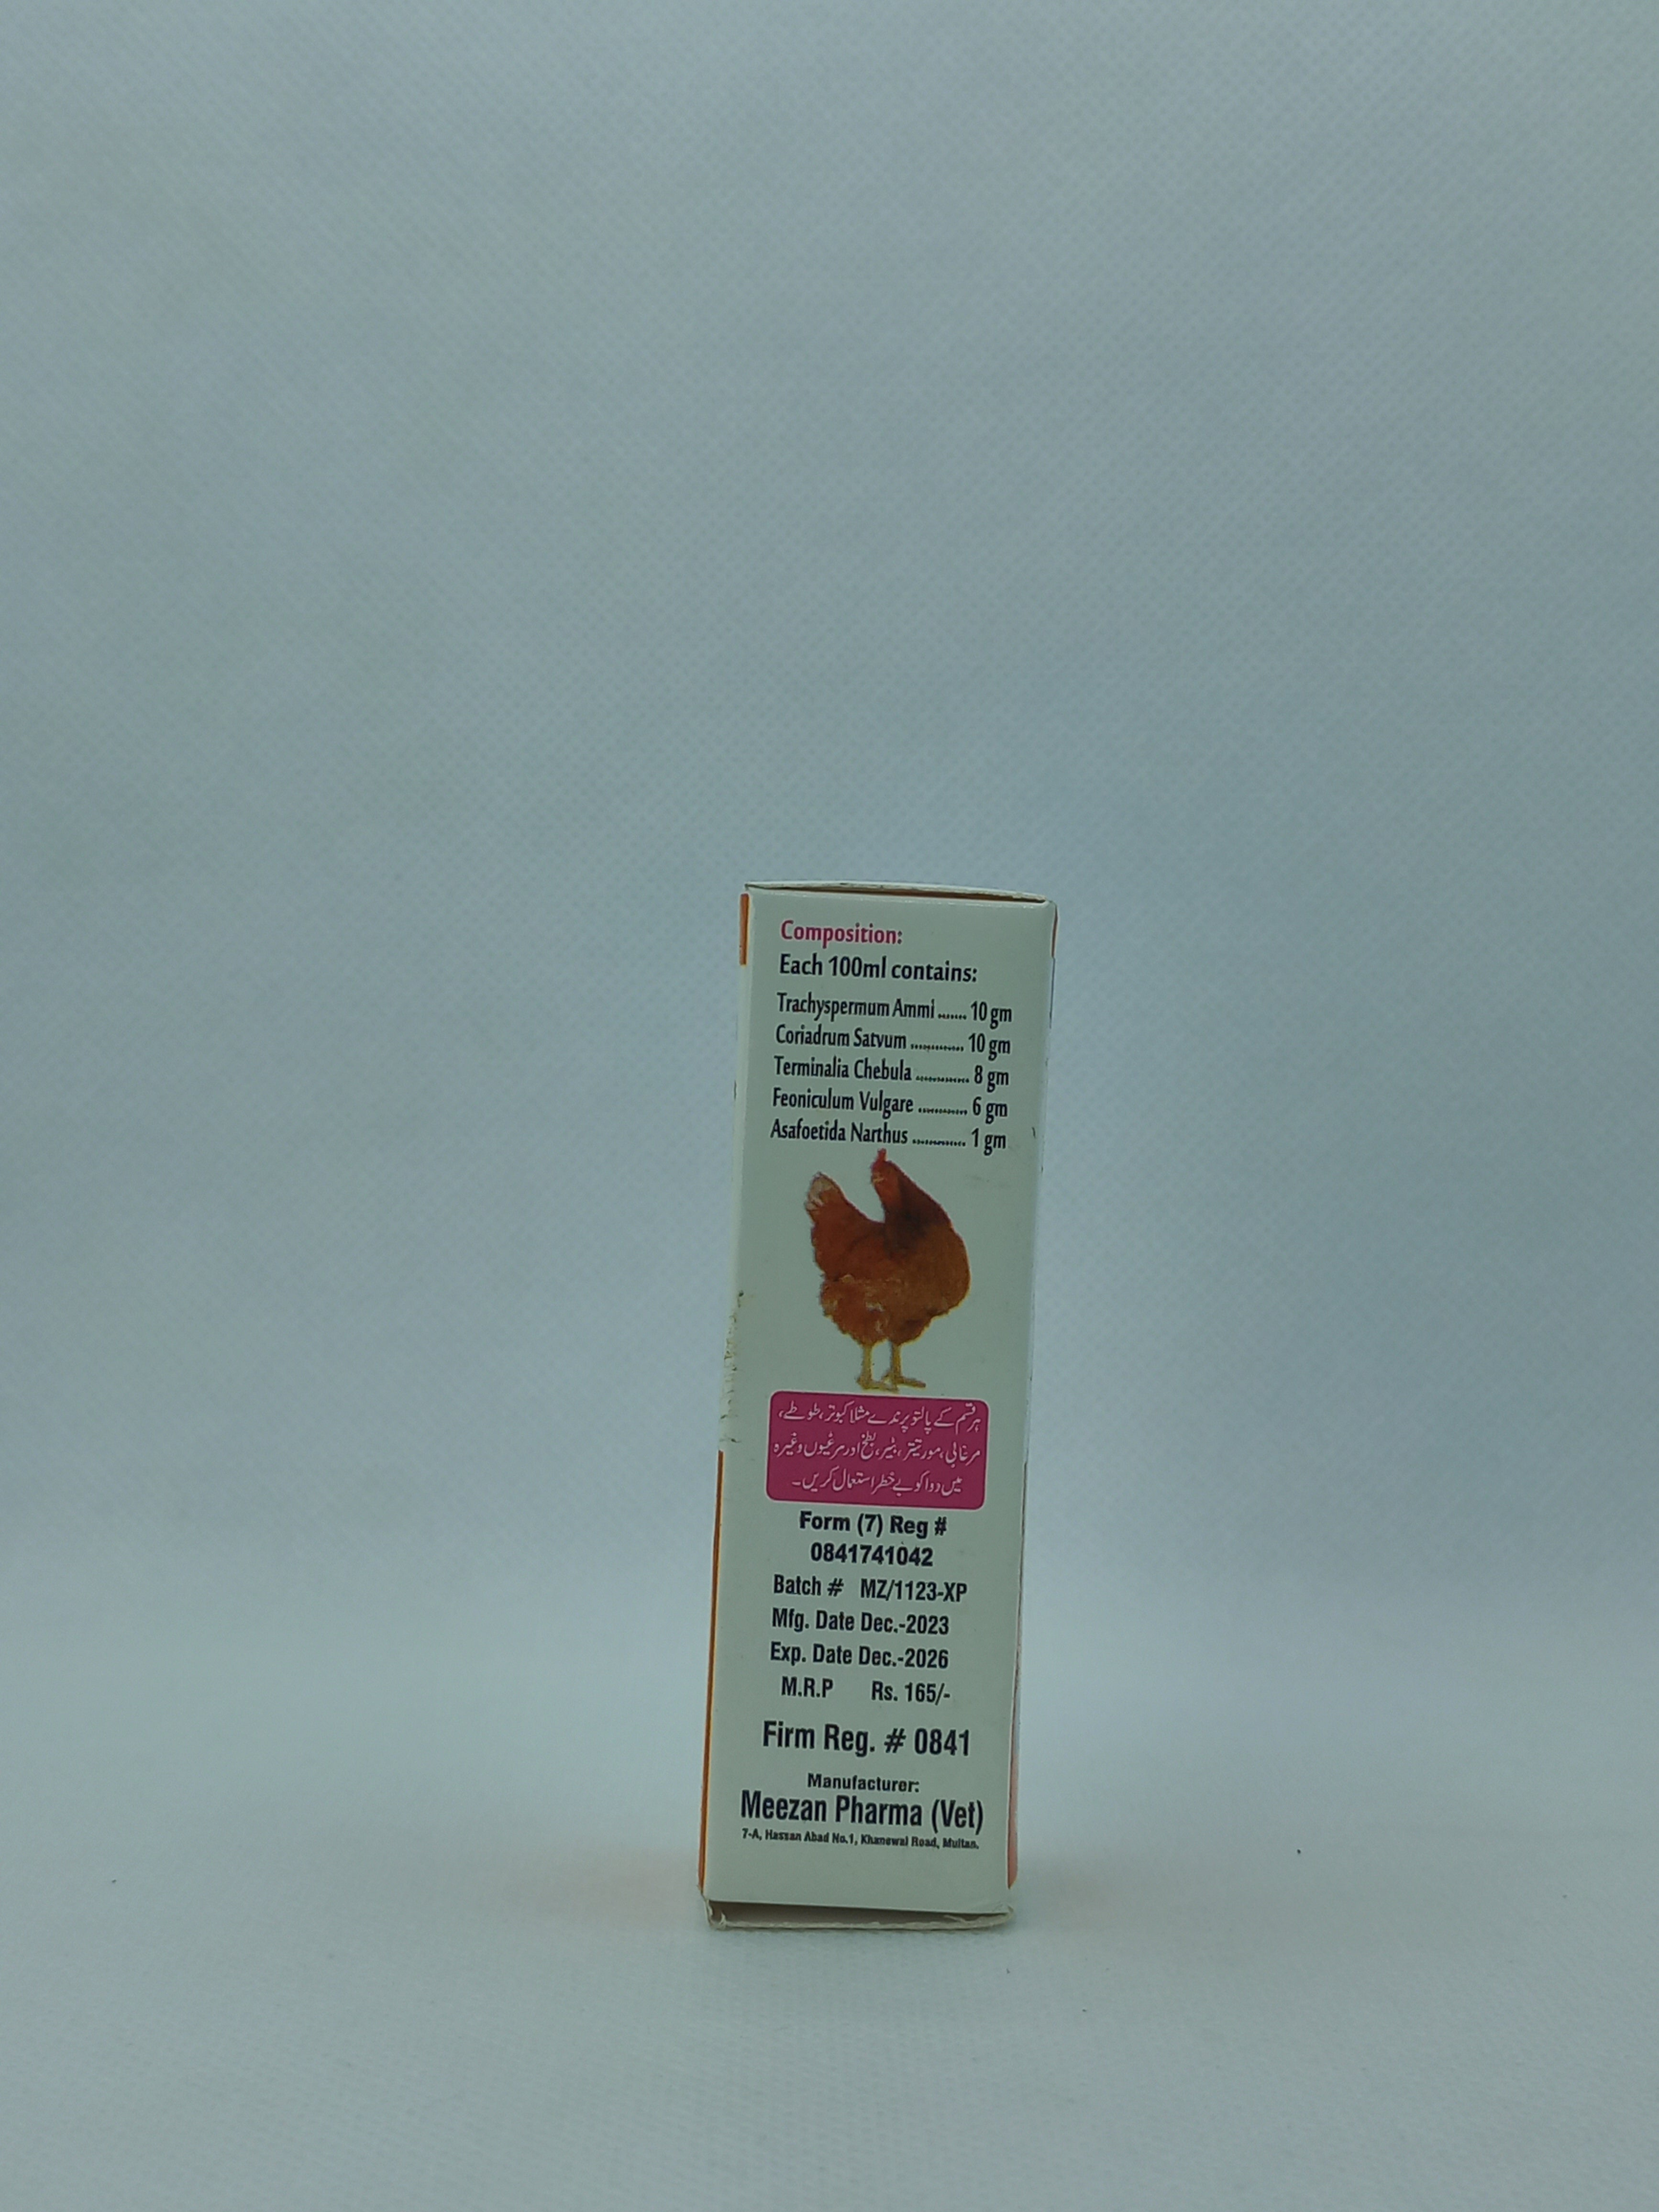 Composition:
Each 100ml contains:
Trachyspermum Ammi ....... 10 gm
Coriadrum Satvum ............. 10 gm
Terminalia Chebula ............. 8 gm
Feoniculum Vulgare ............ 6 gm
Asafoetida Narthus ............. 1 gm
ہر قسم کے پالتو پرندے مثلا کبوتر، طوطے،
مرغابی، مور، تیتر، بٹیر، بطخ اور مرغیوں وغیرہ
میں دوا کو بے خطر استعمال کریں۔
Form (7) Reg #
0841741042
Batch # MZ/1123-XP
Mfg. Date Dec.-2023
Exp. Date Dec.-2026
M.R.P Rs. 165/-
Firm Reg. # 0841
Manufacturer:
Meezan Pharma (Vet)
7-A, Hassan Abad No.1, Khanewal Road, Multan.